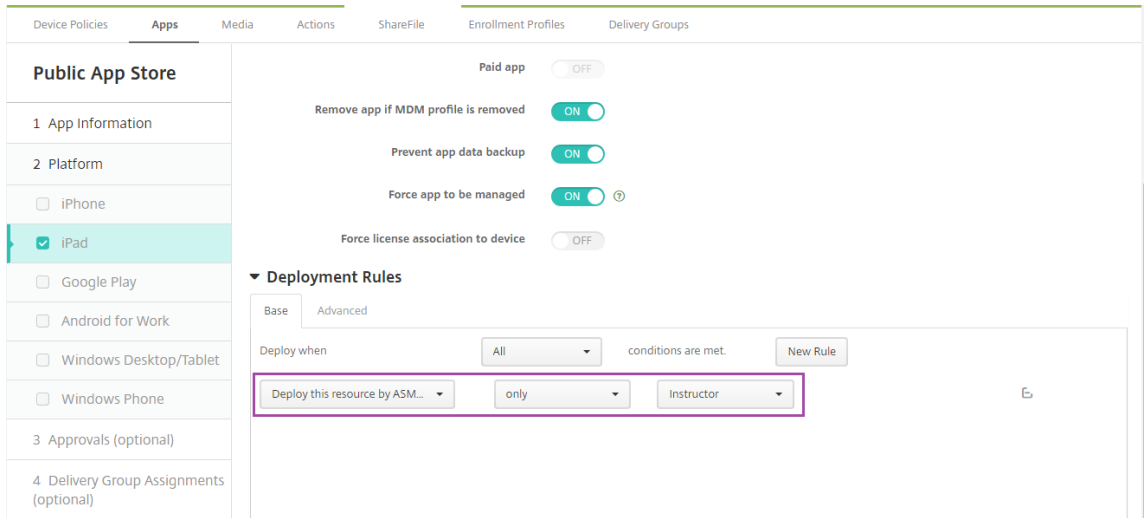 Device Policies Apps Media Actions ShareFile Enrollment Profiles Delivery Groups
Public App Store
1 App Information
2 Platform
iPhone
iPad
Google Play
Android for Work
Windows Desktop/Tablet
Windows Phone
3 Approvals (optional)
4 Delivery Group Assignments
(optional)
Paid app OFF
Remove app if MDM profile is removed ON
Prevent app data backup ON
Force app to be managed ON ?
Force license association to device OFF
Deployment Rules
Base Advanced
Deploy when All conditions are met. New Rule
Deploy this resource by ASM... only Instructor